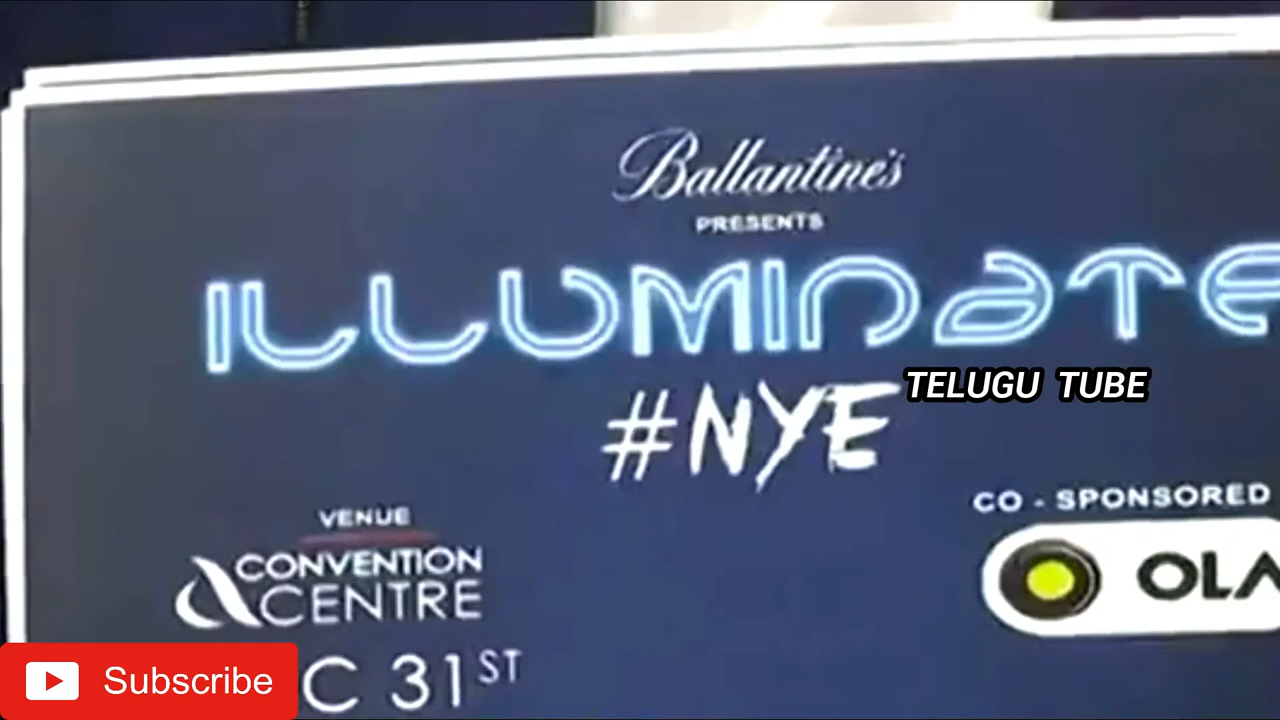 Ballantine's
PRESENTS
ILLUMINATE
#NYE
TELUGU TUBE
CO - SPONSORED
OLA
VENUE
CONVENTION
CENTRE
C 31ST
Subscribe